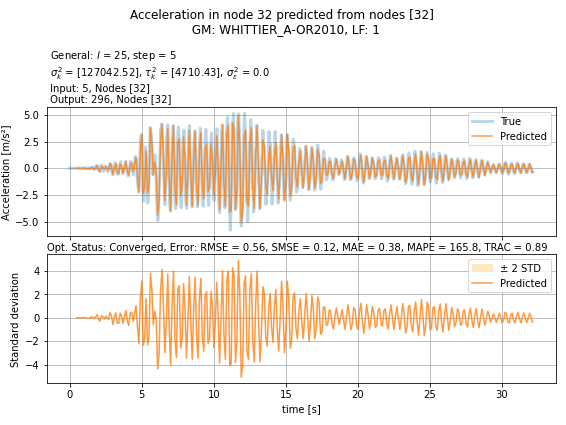 Acceleration in node 32 predicted from nodes [32]
GM: WHITTIER_A-OR2010, LF: 1
General: l = 25, step = 5
σ²ₖ = [127042.52], τ²ₖ = [4710.43], σ²ₑ = 0.0
Input: 5, Nodes [32]
Output: 296, Nodes [32]
Acceleration [m/s²]
5.0
2.5
0.0
−2.5
−5.0
True
Predicted
Opt. Status: Converged, Error: RMSE = 0.56, SMSE = 0.12, MAE = 0.38, MAPE = 165.8, TRAC = 0.89
Standard deviation
4
2
0
−2
−4
± 2 STD
Predicted
0 5 10 15 20 25 30
time [s]